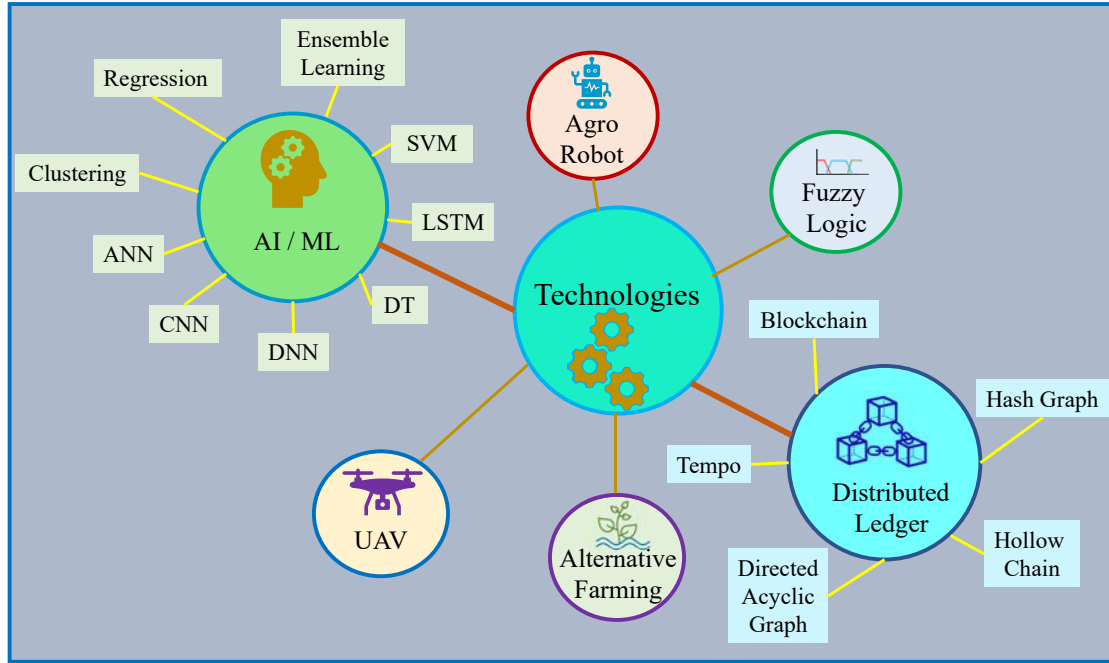 Ensemble
Learning
Regression
SVM
Clustering
LSTM
AI / ML
ANN
DT
CNN
DNN
Agro
Robot
Fuzzy
Logic
Technologies
Blockchain
Hash Graph
Tempo
Distributed
Ledger
Hollow
Chain
Directed
Acyclic
Graph
UAV
Alternative
Farming